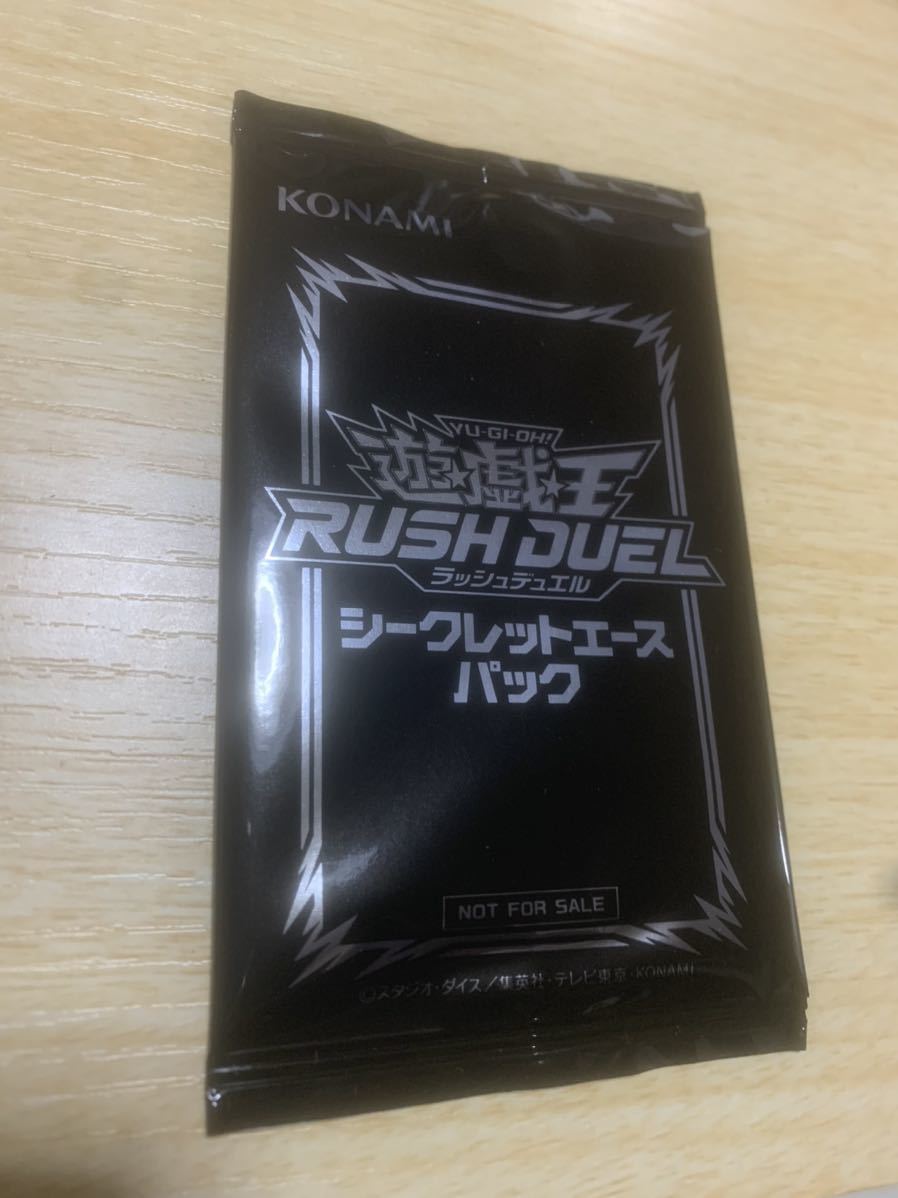 KONAMI
YU-GI-OH!
遊☆戯☆王
RUSH DUEL
ラッシュデュエル
シークレットエース
パック
NOT FOR SALE
©スタジオ・ダイス/集英社・テレビ東京・KONAMI